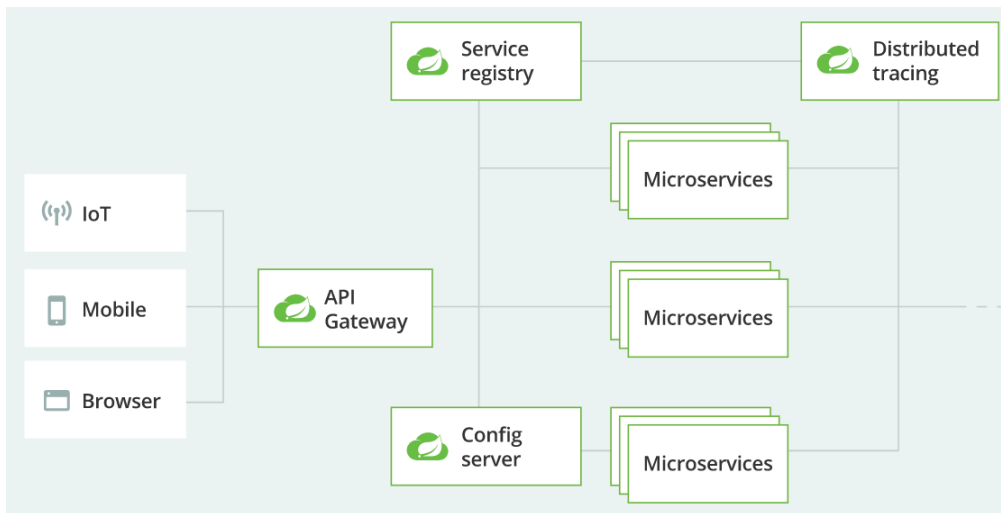 Service
registry
Distributed
tracing
Microservices
IoT
Mobile
API
Gateway
Microservices
Browser
Config
server
Microservices